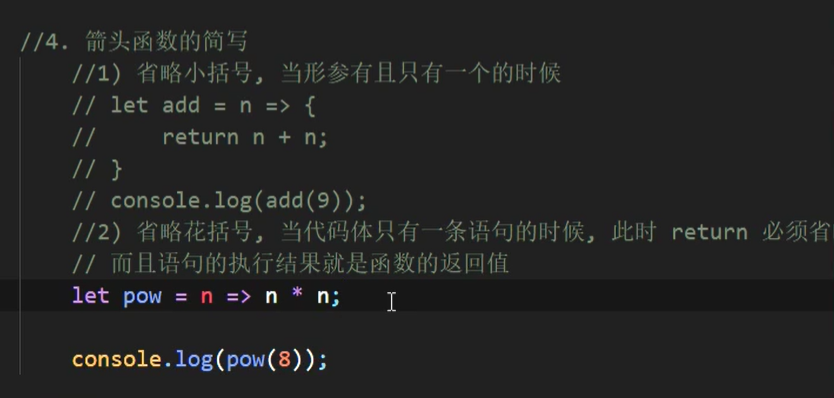 //4. 箭头函数的简写
//1) 省略小括号, 当形参有且只有一个的时候
// let add = n => {
//     return n + n;
// }
// console.log(add(9));
//2) 省略花括号, 当代码体只有一条语句的时候, 此时 return 必须省
// 而且语句的执行结果就是函数的返回值
let pow = n => n * n;
console.log(pow(8));